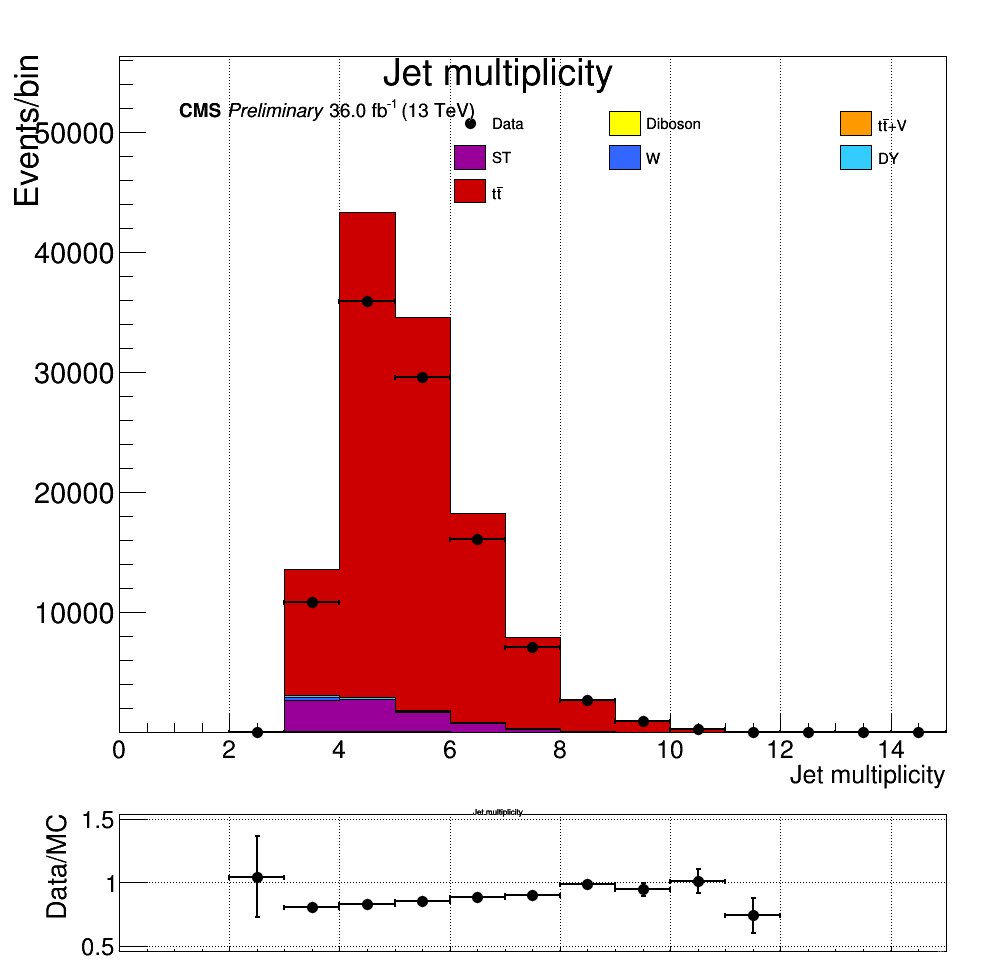 Jet multiplicity
Events/bin
CMS Preliminary 36.0 fb⁻¹ (13 TeV)
Data
Diboson
tt̄+V
ST
W
DY
tt̄
50000
40000
30000
20000
10000
0 2 4 6 8 10 12 14
Jet multiplicity
Jet multiplicity
Data/MC
1.5
1
0.5